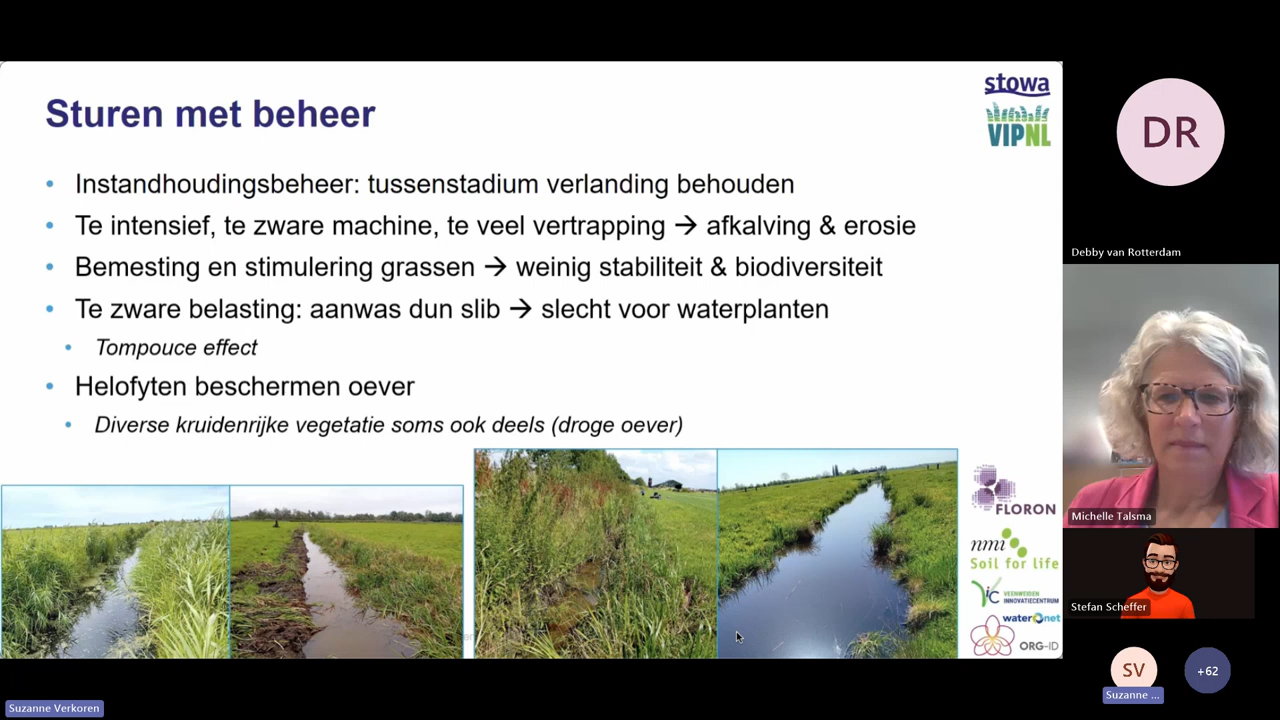 Sturen met beheer
stowa
VIPNL
Instandhoudingsbeheer: tussenstadium verlanding behouden
Te intensief, te zware machine, te veel vertrapping → afkalving & erosie
Bemesting en stimulering grassen → weinig stabiliteit & biodiversiteit
Te zware belasting: aanwas dun slib → slecht voor waterplanten
Tompouce effect
Helofyten beschermen oever
Diverse kruidenrijke vegetatie soms ook deels (droge oever)
FLORON
nmi
Soil for life
VIC VEENWEIDEN
INNOVATIECENTRUM
waternet
ORG-ID
DR
Debby van Rotterdam
Michelle Talsma
Stefan Scheffer
SV
+62
Suzanne ...
Suzanne Verkoren